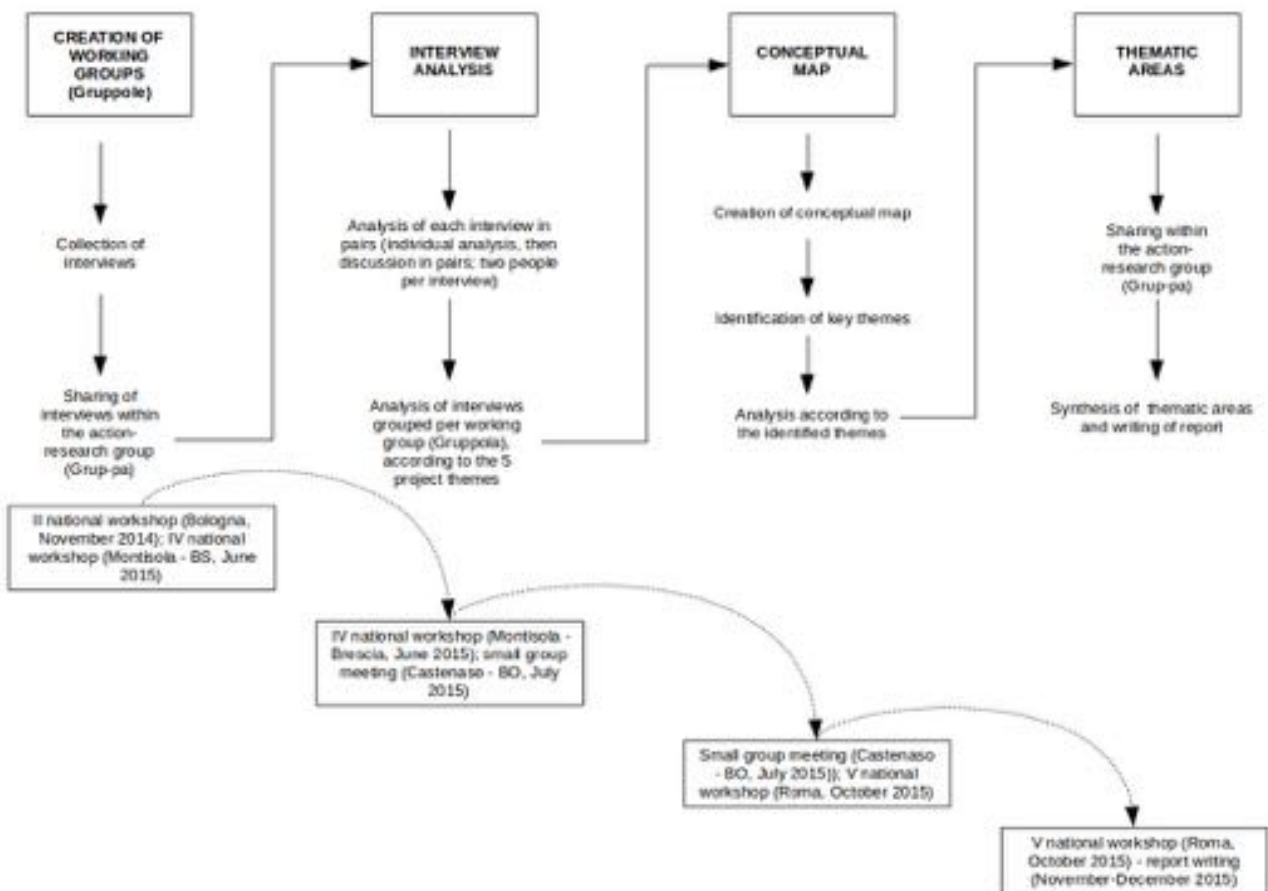 CREATION OF
WORKING
GROUPS
(Gruppole)
INTERVIEW
ANALYSIS
CONCEPTUAL
MAP
THEMATIC
AREAS
Collection of
interviews
Sharing of
interviews within
the action-
research group
(Grup-pa)
Analysis of each interview in
pairs (individual analysis, then
discussion in pairs; two people
per interview)
Analysis of interviews
grouped per working
group (Gruppola),
according to the 5
project themes
Creation of conceptual map
Identification of key themes
Analysis according to
the identified themes
Sharing within
the action-
research group
(Grup-pa)
Synthesis of thematic areas
and writing of report
II national workshop (Bologna,
November 2014); IV national
workshop (Montisola - BS, June
2015)
IV national workshop (Montisola -
Brescia, June 2015); small group
meeting (Castenaso - BO, July
2015)
Small group meeting ((Castenaso
- BO, July 2015)); V national
workshop (Roma, October 2015)
V national workshop (Roma,
October 2015) - report writing
(November-December 2015)